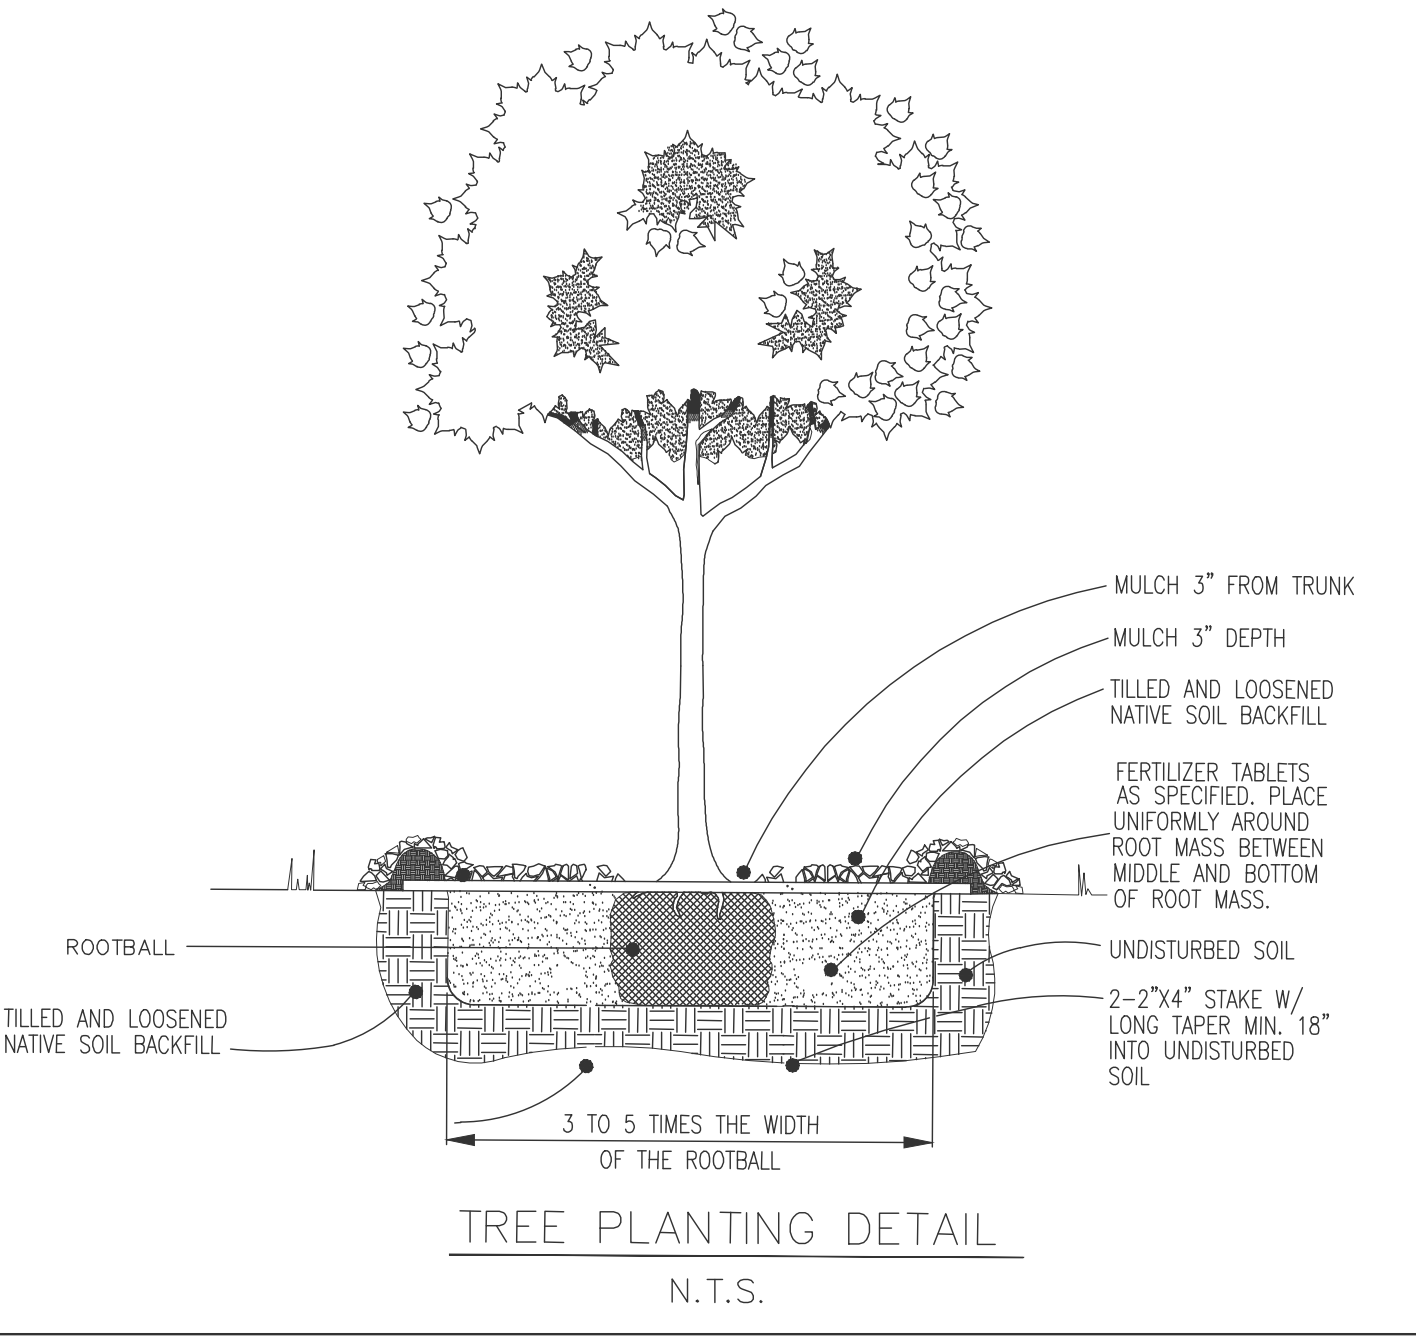 MULCH 3" FROM TRUNK
MULCH 3" DEPTH
TILLED AND LOOSENED
NATIVE SOIL BACKFILL
FERTILIZER TABLETS
AS SPECIFIED. PLACE
UNIFORMLY AROUND
ROOT MASS BETWEEN
MIDDLE AND BOTTOM
OF ROOT MASS.
ROOTBALL
UNDISTURBED SOIL
TILLED AND LOOSENED
NATIVE SOIL BACKFILL
2-2"X4" STAKE W/
LONG TAPER MIN. 18"
INTO UNDISTURBED
SOIL
3 TO 5 TIMES THE WIDTH
OF THE ROOTBALL
TREE PLANTING DETAIL
N.T.S.